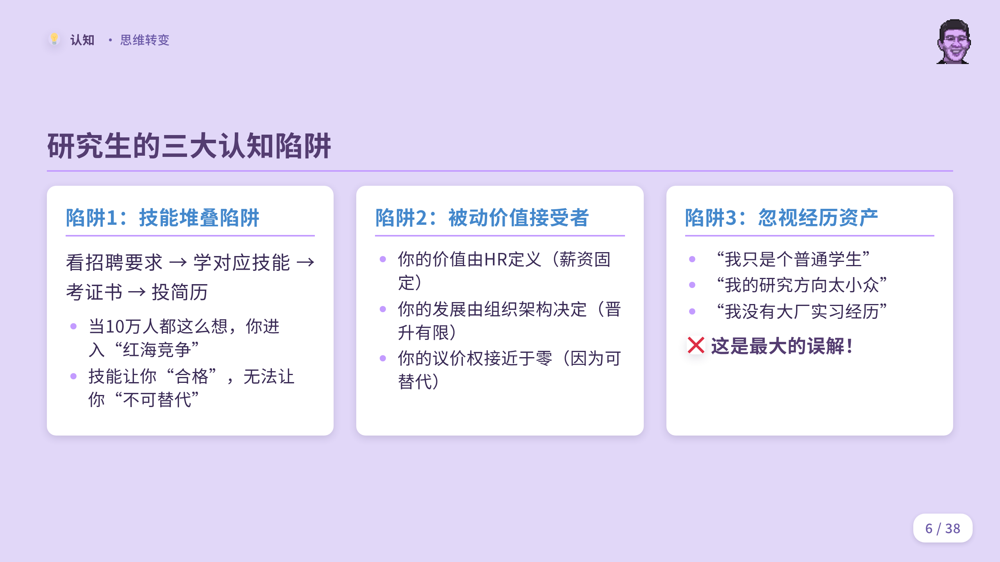 认知 · 思维转变
研究生的三大认知陷阱
陷阱1：技能堆叠陷阱
看招聘要求 → 学对应技能 →
考证书 → 投简历
当10万人都这么想，你进
入“红海竞争”
技能让你“合格”，无法让
你“不可替代”
陷阱2：被动价值接受者
你的价值由HR定义（薪资固
定）
你的发展由组织架构决定（晋
升有限）
你的议价权接近于零（因为可
替代）
陷阱3：忽视经历资产
“我只是个普通学生”
“我的研究方向太小众”
“我没有大厂实习经历”
❌ 这是最大的误解！
6 / 38